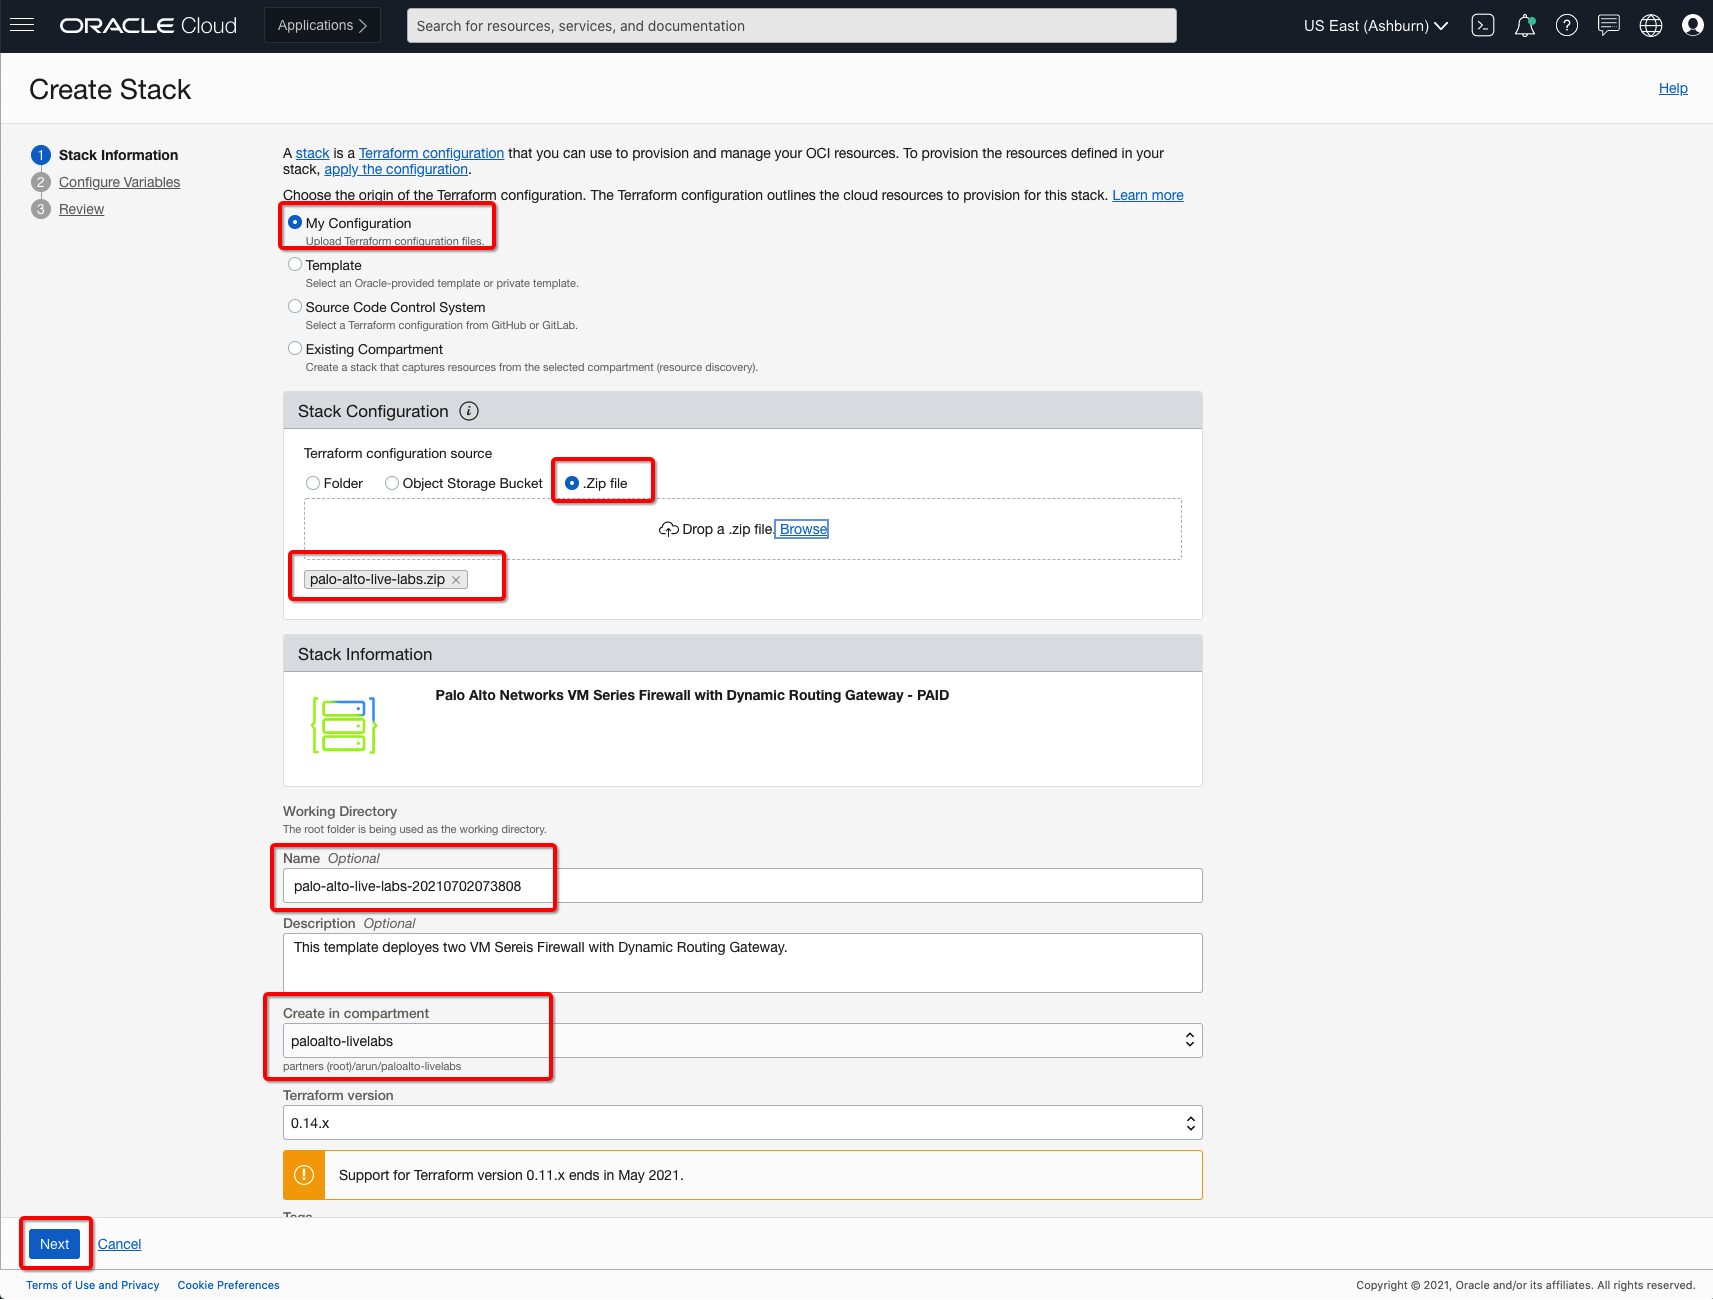 ORACLE Cloud
Applications
Search for resources, services, and documentation
US East (Ashburn)
Create Stack
Help
1 Stack Information
2 Configure Variables
3 Review
A stack is a Terraform configuration that you can use to provision and manage your OCI resources. To provision the resources defined in your
stack, apply the configuration.
Choose the origin of the Terraform configuration. The Terraform configuration outlines the cloud resources to provision for this stack. Learn more
My Configuration
Upload Terraform configuration files.
Template
Select an Oracle-provided template or private template.
Source Code Control System
Select a Terraform configuration from GitHub or GitLab.
Existing Compartment
Create a stack that captures resources from the selected compartment (resource discovery).
Stack Configuration
Terraform configuration source
Folder Object Storage Bucket .Zip file
Drop a .zip file. Browse
palo-alto-live-labs.zip ×
Stack Information
Palo Alto Networks VM Series Firewall with Dynamic Routing Gateway - PAID
Working Directory
The root folder is being used as the working directory.
Name Optional
palo-alto-live-labs-20210702073808
Description Optional
This template deployes two VM Sereis Firewall with Dynamic Routing Gateway.
Create in compartment
paloalto-livelabs
partners (root)/arun/paloalto-livelabs
Terraform version
0.14.x
Support for Terraform version 0.11.x ends in May 2021.
Tags
Next Cancel
Terms of Use and Privacy Cookie Preferences
Copyright © 2021, Oracle and/or its affiliates. All rights reserved.